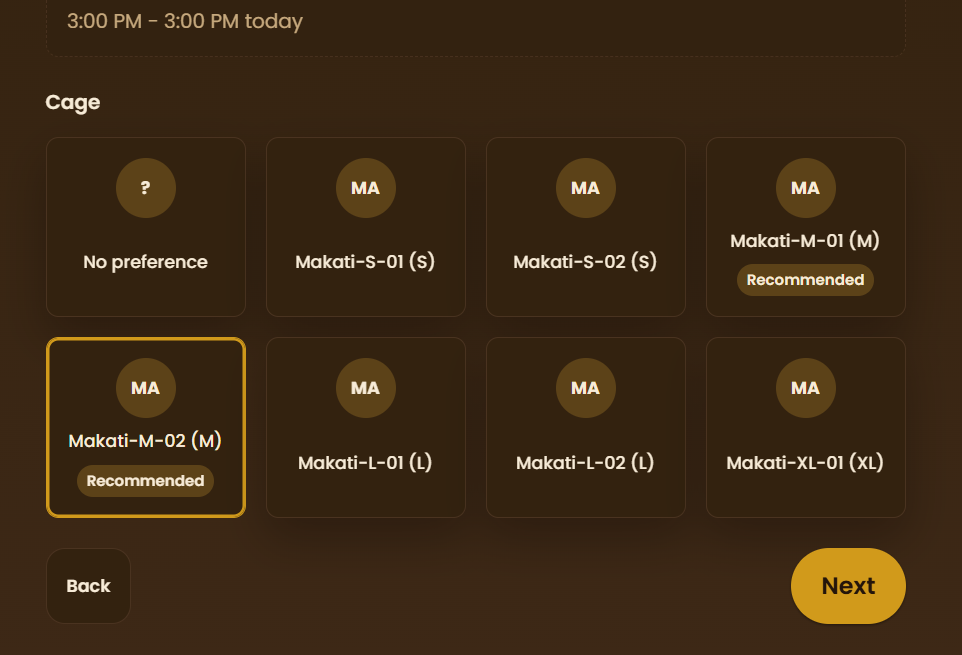 3:00 PM - 3:00 PM today
Cage
?
No preference
MA
Makati-S-01 (S)
MA
Makati-S-02 (S)
MA
Makati-M-01 (M)
Recommended
MA
Makati-M-02 (M)
Recommended
MA
Makati-L-01 (L)
MA
Makati-L-02 (L)
MA
Makati-XL-01 (XL)
Back
Next